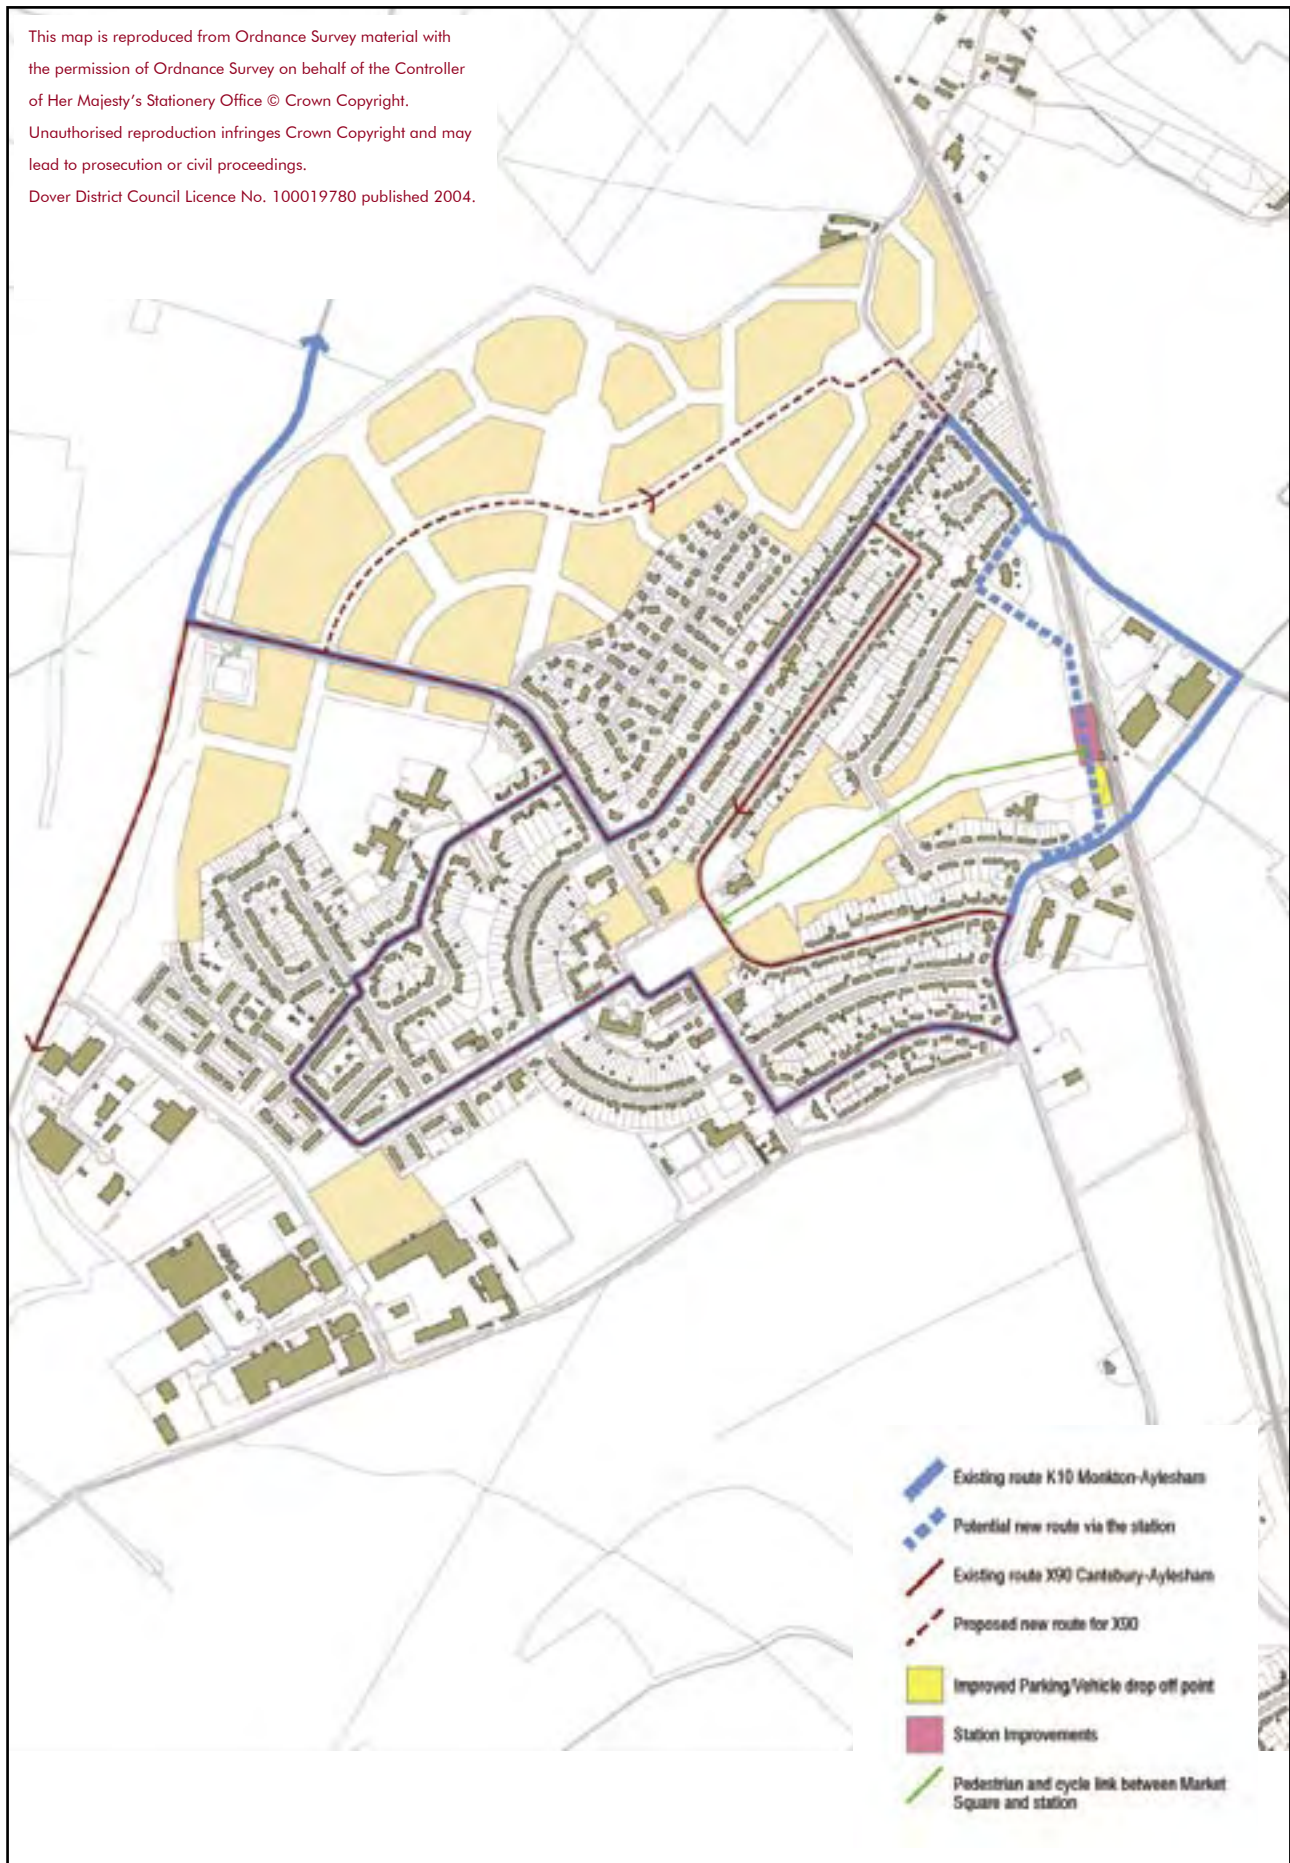 This map is reproduced from Ordnance Survey material with
the permission of Ordnance Survey on behalf of the Controller
of Her Majesty's Stationery Office © Crown Copyright.
Unauthorised reproduction infringes Crown Copyright and may
lead to prosecution or civil proceedings.
Dover District Council Licence No. 100019780 published 2004.
Existing route K10 Monkton-Aylesham
Potential new route via the station
Existing route X90 Cantebury-Aylesham
Proposed new route for X90
Improved Parking/Vehicle drop off point
Station Improvements
Pedestrian and cycle link between Market
Square and station